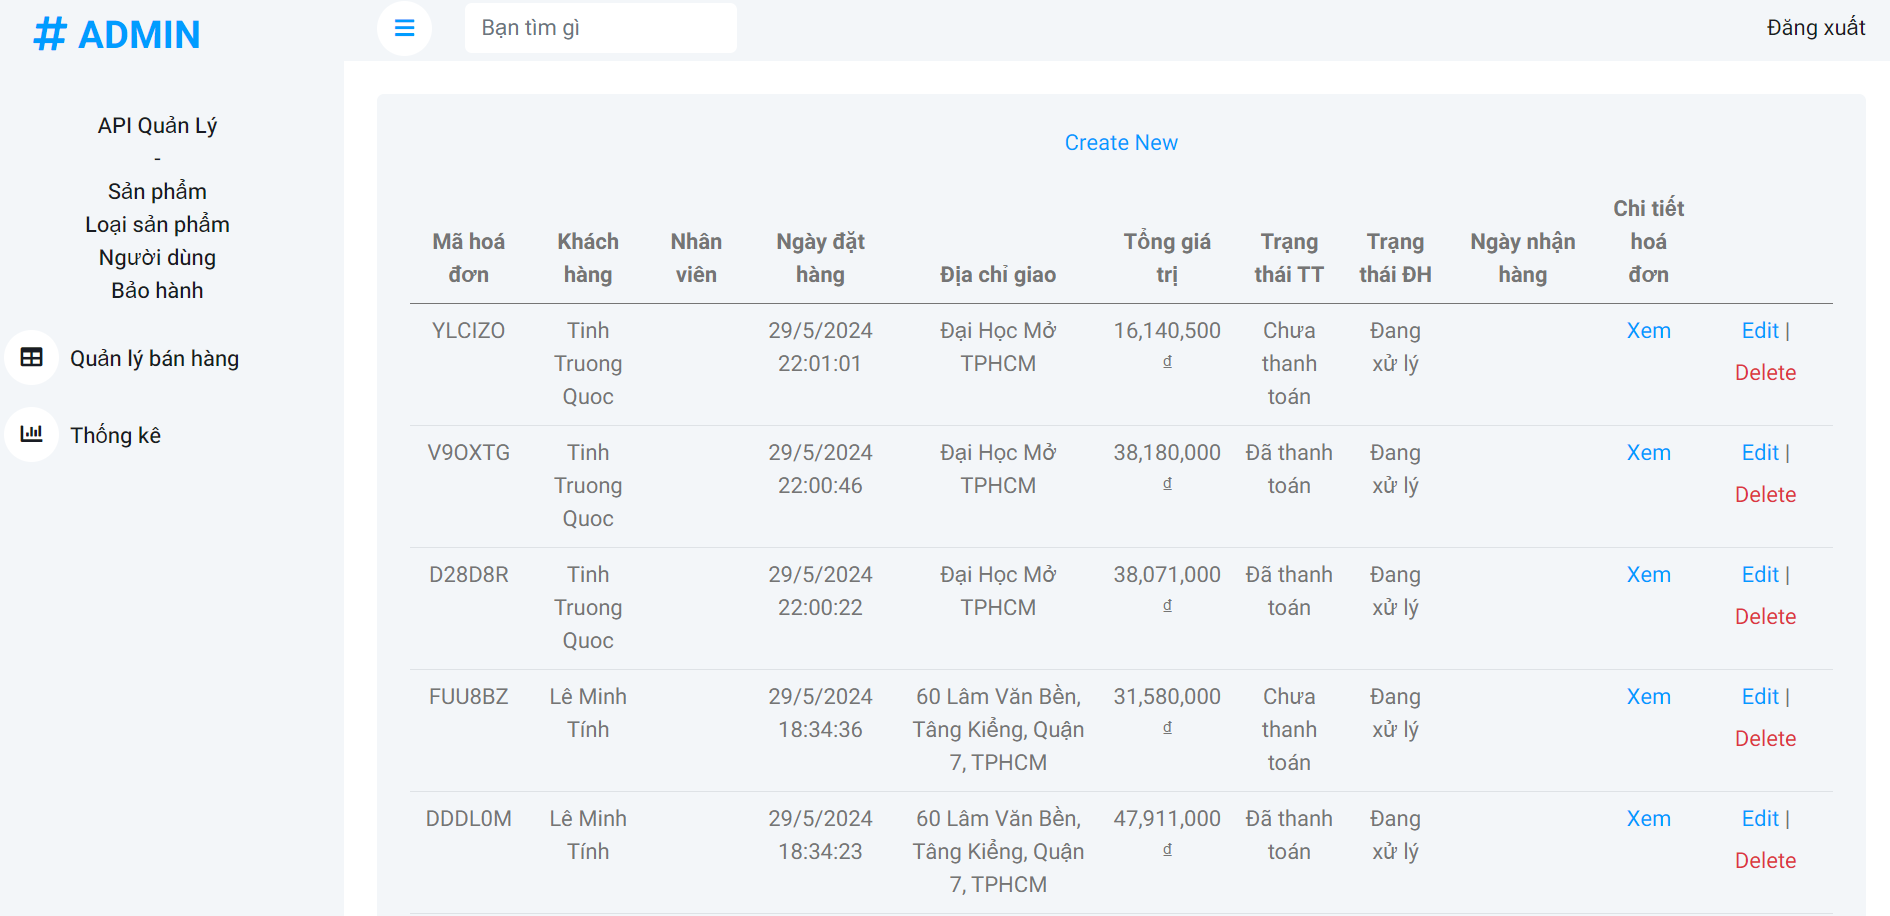 # ADMIN
Bạn tìm gì
Đăng xuất
API Quản Lý
-
Sản phẩm
Loại sản phẩm
Người dùng
Bảo hành
Quản lý bán hàng
Thống kê
Create New
Mã hoá đơn | Khách hàng | Nhân viên | Ngày đặt hàng | Địa chỉ giao | Tổng giá trị | Trạng thái TT | Trạng thái ĐH | Ngày nhận hàng | Chi tiết hoá đơn
YLCIZO | Tinh Truong Quoc | 29/5/2024 22:01:01 | Đại Học Mở TPHCM | 16,140,500 ₫ | Chưa thanh toán | Đang xử lý | Xem | Edit | Delete
V9OXTG | Tinh Truong Quoc | 29/5/2024 22:00:46 | Đại Học Mở TPHCM | 38,180,000 ₫ | Đã thanh toán | Đang xử lý | Xem | Edit | Delete
D28D8R | Tinh Truong Quoc | 29/5/2024 22:00:22 | Đại Học Mở TPHCM | 38,071,000 ₫ | Đã thanh toán | Đang xử lý | Xem | Edit | Delete
FUU8BZ | Lê Minh Tính | 29/5/2024 18:34:36 | 60 Lâm Văn Bền, Tâng Kiểng, Quận 7, TPHCM | 31,580,000 ₫ | Chưa thanh toán | Đang xử lý | Xem | Edit | Delete
DDDL0M | Lê Minh Tính | 29/5/2024 18:34:23 | 60 Lâm Văn Bền, Tâng Kiểng, Quận 7, TPHCM | 47,911,000 ₫ | Đã thanh toán | Đang xử lý | Xem | Edit | Delete